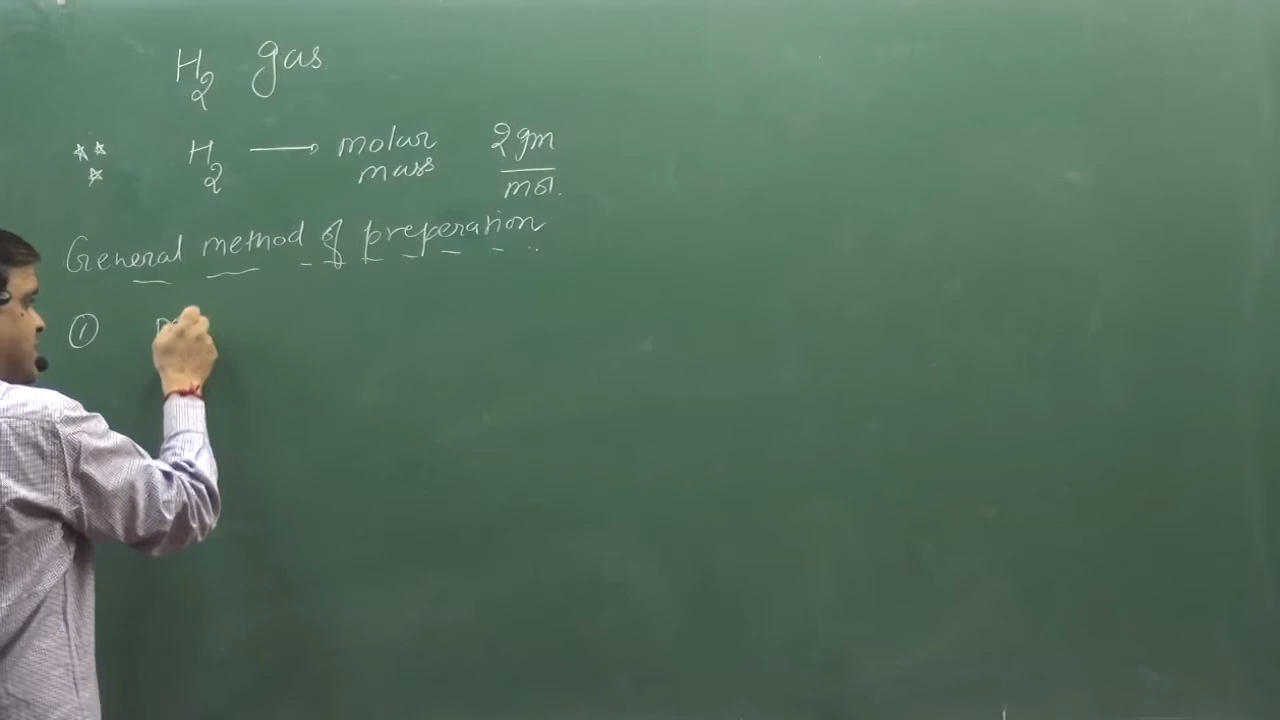 H₂ gas
H₂ → molar mass 2gm/mol.
General method of preperation
①